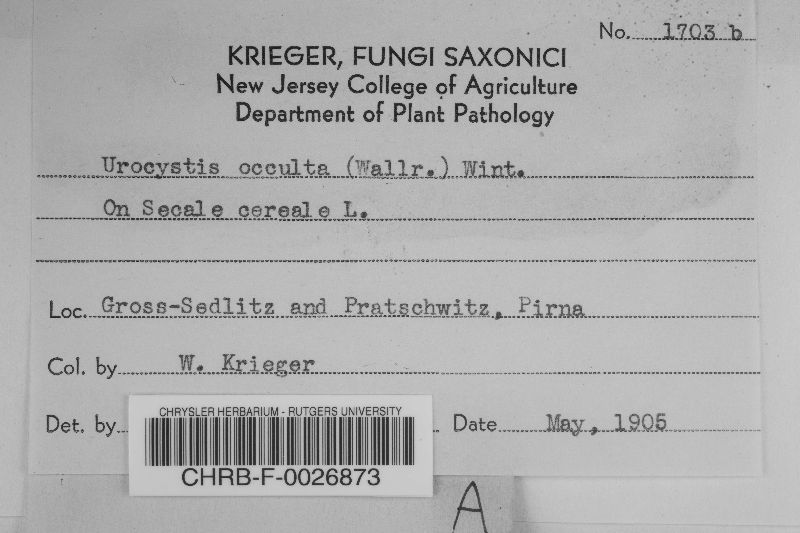 No. 1703 b
KRIEGER, FUNGI SAXONICI
New Jersey College of Agriculture
Department of Plant Pathology
Urocystis occulta (Wallr.) Wint.
On Secale cereale L.
Loc. Gross-Sedlitz and Pratschwitz, Pirna
Col. by W. Krieger
Det. by Date May, 1905
CHRYSLER HERBARIUM - RUTGERS UNIVERSITY
CHRB-F-0026873
A